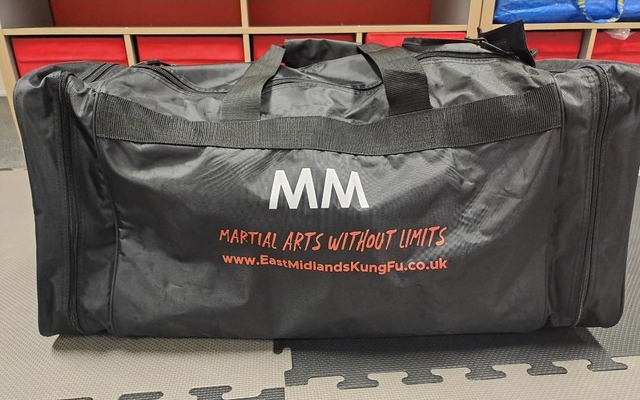 MM
MARTIAL ARTS WITHOUT LIMITS
www.EastMidlandsKungFu.co.uk